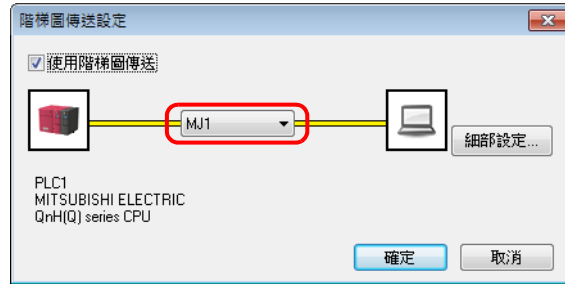 階梯圖傳送設定
使用階梯圖傳送
MJ1
細部設定...
PLC1
MITSUBISHI ELECTRIC
QnH(Q) series CPU
確定
取消